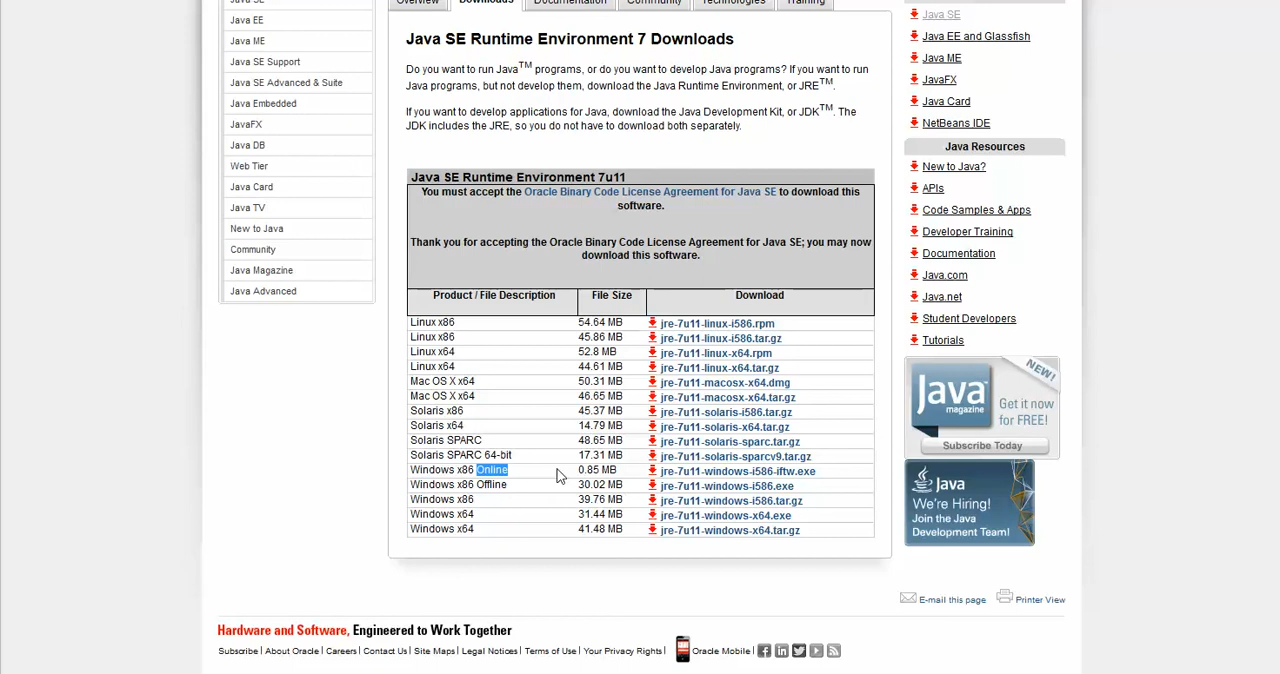 Java SE
Java EE
Java ME
Java SE Support
Java SE Advanced & Suite
Java Embedded
JavaFX
Java DB
Web Tier
Java Card
Java TV
New to Java
Community
Java Magazine
Java Advanced
Overview Downloads Documentation Community Technologies Training
Java SE Runtime Environment 7 Downloads
Do you want to run Java™ programs, or do you want to develop Java programs? If you want to run
Java programs, but not develop them, download the Java Runtime Environment, or JRE™.
If you want to develop applications for Java, download the Java Development Kit, or JDK™. The
JDK includes the JRE, so you do not have to download both separately.
Java SE Runtime Environment 7u11
You must accept the Oracle Binary Code License Agreement for Java SE to download this
software.
Thank you for accepting the Oracle Binary Code License Agreement for Java SE; you may now
download this software.
Product / File Description File Size Download
Linux x86 54.64 MB jre-7u11-linux-i586.rpm
Linux x86 45.86 MB jre-7u11-linux-i586.tar.gz
Linux x64 52.8 MB jre-7u11-linux-x64.rpm
Linux x64 44.61 MB jre-7u11-linux-x64.tar.gz
Mac OS X x64 50.31 MB jre-7u11-macosx-x64.dmg
Mac OS X x64 46.65 MB jre-7u11-macosx-x64.tar.gz
Solaris x86 45.37 MB jre-7u11-solaris-i586.tar.gz
Solaris x64 14.79 MB jre-7u11-solaris-x64.tar.gz
Solaris SPARC 48.65 MB jre-7u11-solaris-sparc.tar.gz
Solaris SPARC 64-bit 17.31 MB jre-7u11-solaris-sparcv9.tar.gz
Windows x86 Online 0.85 MB jre-7u11-windows-i586-iftw.exe
Windows x86 Offline 30.02 MB jre-7u11-windows-i586.exe
Windows x86 39.76 MB jre-7u11-windows-i586.tar.gz
Windows x64 31.44 MB jre-7u11-windows-x64.exe
Windows x64 41.48 MB jre-7u11-windows-x64.tar.gz
Java SE
Java EE and Glassfish
Java ME
JavaFX
Java Card
NetBeans IDE
Java Resources
New to Java?
APIs
Code Samples & Apps
Developer Training
Documentation
Java.com
Java.net
Student Developers
Tutorials
NEW!
Java magazine
Get it now
for FREE!
Subscribe Today
Java
We're Hiring!
Join the Java
Development Team!
E-mail this page Printer View
Hardware and Software, Engineered to Work Together
Subscribe | About Oracle | Careers | Contact Us | Site Maps | Legal Notices | Terms of Use | Your Privacy Rights | Oracle Mobile |